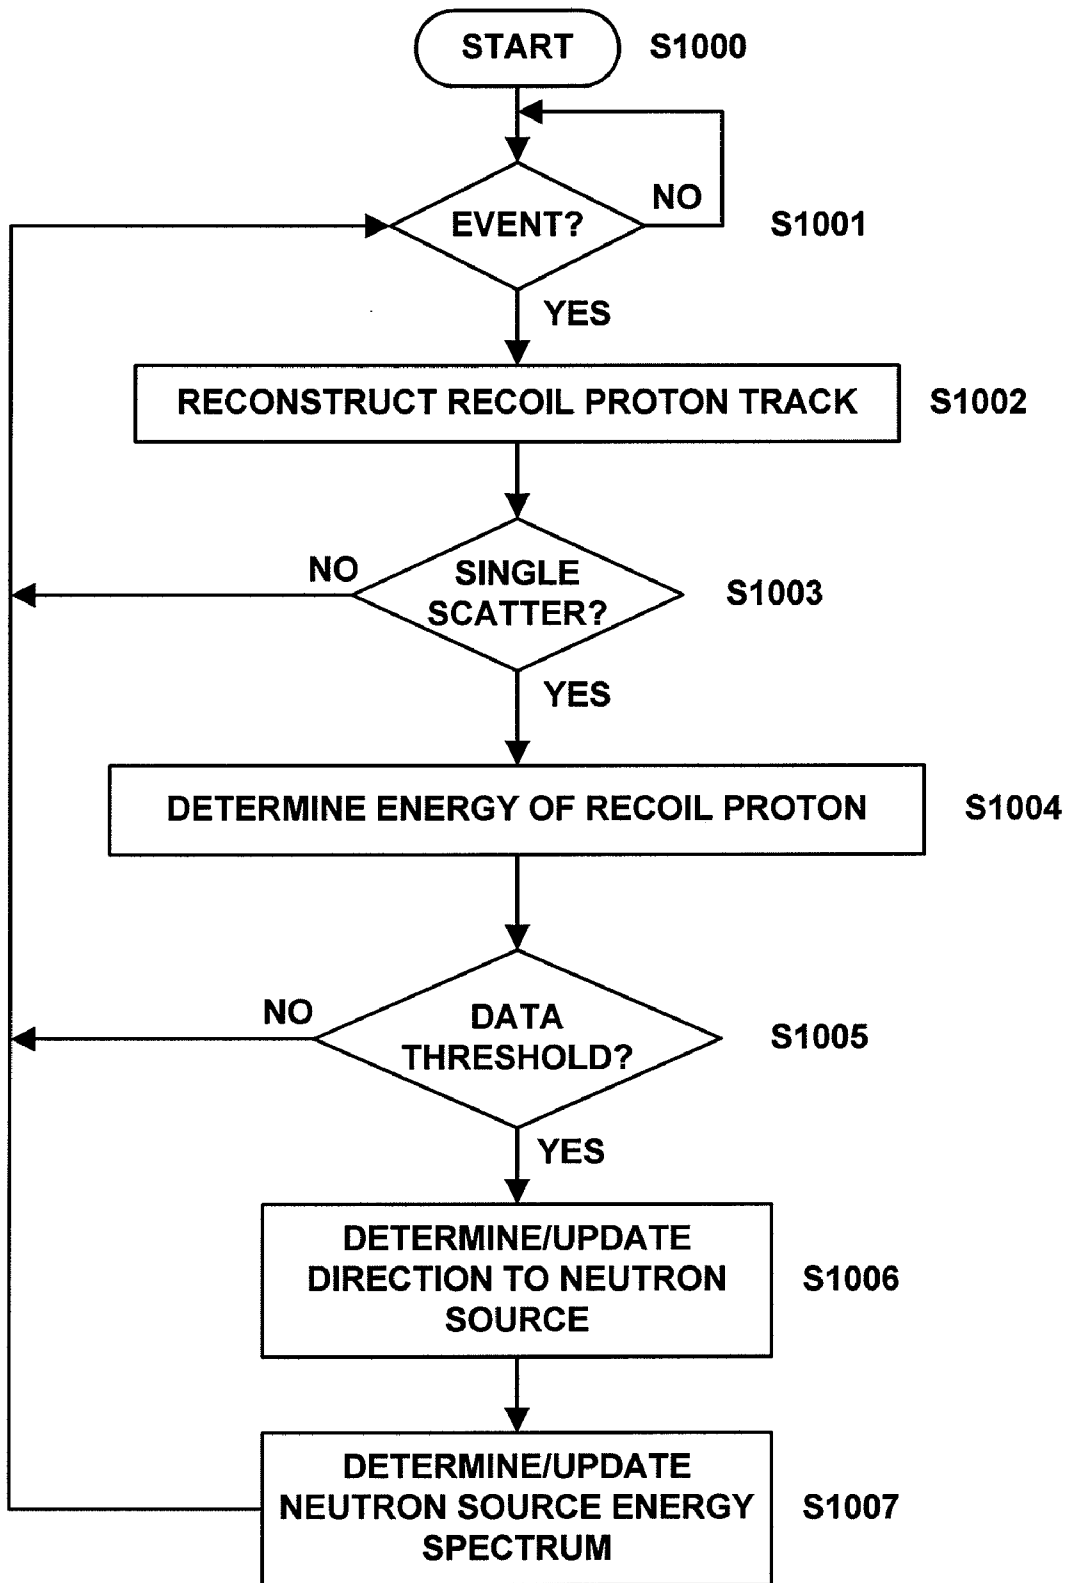 START S1000
NO
EVENT? S1001
YES
RECONSTRUCT RECOIL PROTON TRACK S1002
NO
SINGLE
SCATTER?
S1003
YES
DETERMINE ENERGY OF RECOIL PROTON S1004
NO
DATA
THRESHOLD?
S1005
YES
DETERMINE/UPDATE
DIRECTION TO NEUTRON
SOURCE
S1006
DETERMINE/UPDATE
NEUTRON SOURCE ENERGY
SPECTRUM
S1007